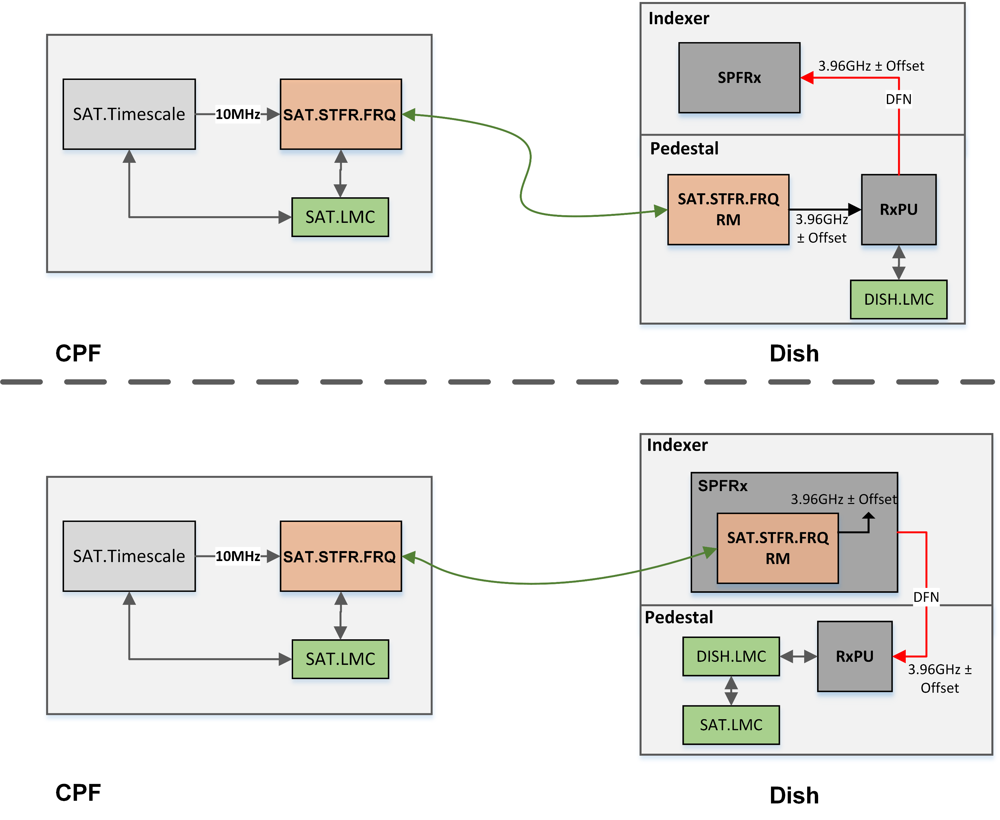 Indexer
SPFRx
3.96GHz ± Offset
DFN
SAT.Timescale
10MHz
SAT.STFR.FRQ
SAT.LMC
Pedestal
SAT.STFR.FRQ
RM
3.96GHz
± Offset
RxPU
DISH.LMC
CPF
Dish
Indexer
SPFRx
3.96GHz ± Offset
SAT.STFR.FRQ
RM
DFN
SAT.Timescale
10MHz
SAT.STFR.FRQ
SAT.LMC
Pedestal
DISH.LMC
RxPU
3.96GHz ±
Offset
SAT.LMC
CPF
Dish